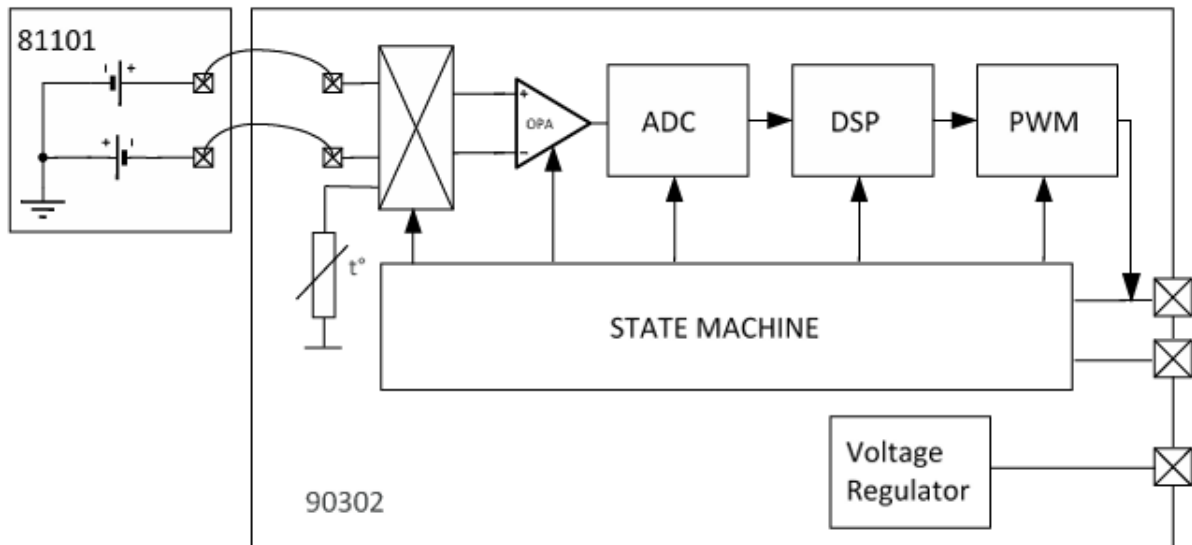 81101
- +
+ -
+
OPA
-
ADC
DSP
PWM
t°
STATE MACHINE
Voltage
Regulator
90302